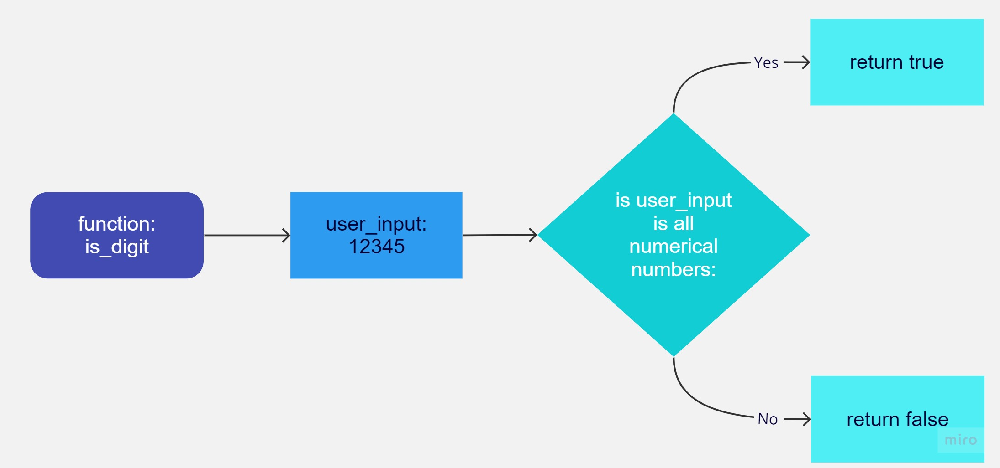 function:
is_digit
user_input:
12345
is user_input
is all
numerical
numbers:
Yes
return true
No
return false
miro